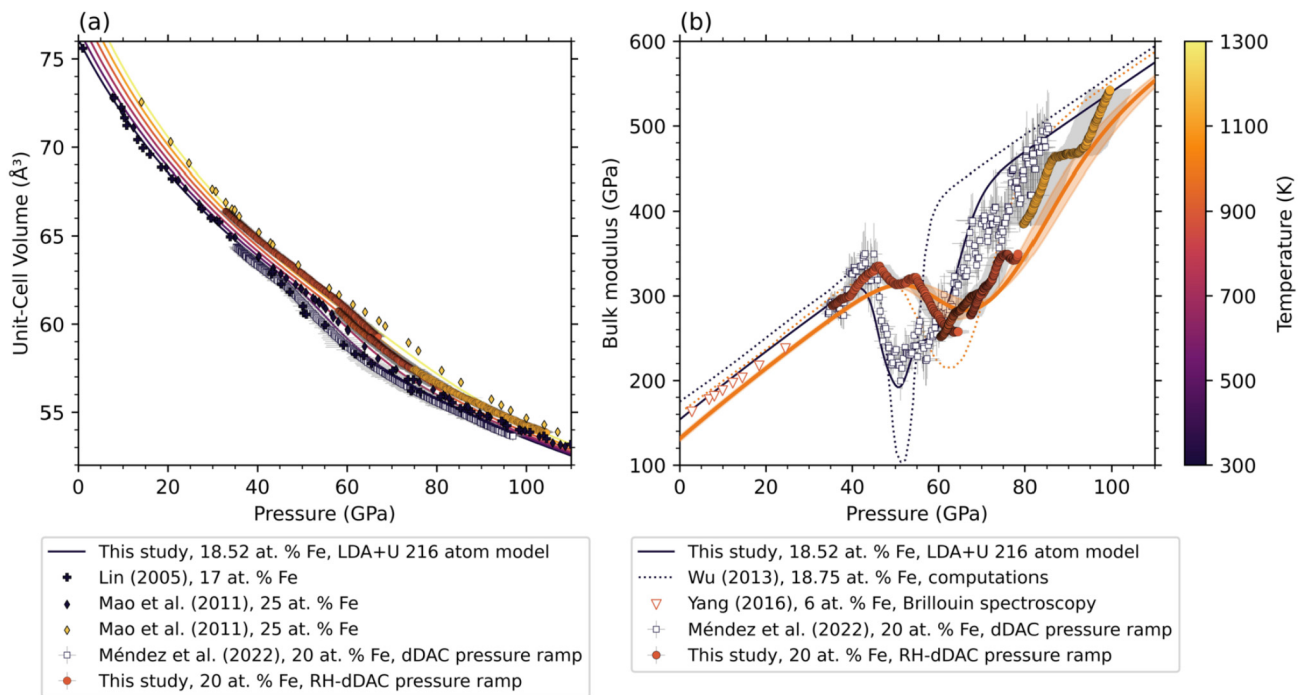 (a)
75
70
65
60
55
Unit-Cell Volume (Å³)
0
20
40
60
80
100
Pressure (GPa)
This study, 18.52 at. % Fe, LDA+U 216 atom model
Lin (2005), 17 at. % Fe
Mao et al. (2011), 25 at. % Fe
Mao et al. (2011), 25 at. % Fe
Méndez et al. (2022), 20 at. % Fe, dDAC pressure ramp
This study, 20 at. % Fe, RH-dDAC pressure ramp
(b)
600
500
400
300
200
100
Bulk modulus (GPa)
0
20
40
60
80
100
Pressure (GPa)
This study, 18.52 at. % Fe, LDA+U 216 atom model
Wu (2013), 18.75 at. % Fe, computations
Yang (2016), 6 at. % Fe, Brillouin spectroscopy
Méndez et al. (2022), 20 at. % Fe, dDAC pressure ramp
This study, 20 at. % Fe, RH-dDAC pressure ramp
1300
1100
900
700
500
300
Temperature (K)